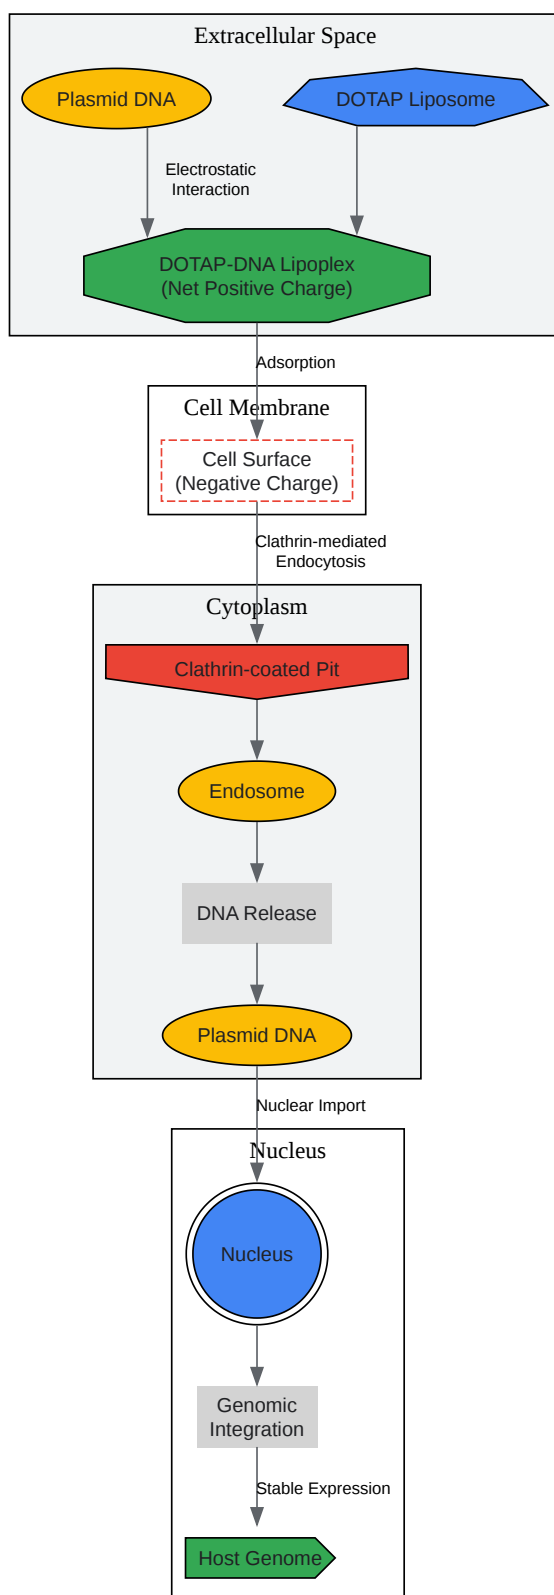 Extracellular Space
Plasmid DNA
DOTAP Liposome
Electrostatic
Interaction
DOTAP-DNA Lipoplex
(Net Positive Charge)
Adsorption
Cell Membrane
Cell Surface
(Negative Charge)
Clathrin-mediated
Endocytosis
Cytoplasm
Clathrin-coated Pit
Endosome
DNA Release
Plasmid DNA
Nuclear Import
Nucleus
Nucleus
Genomic
Integration
Stable Expression
Host Genome